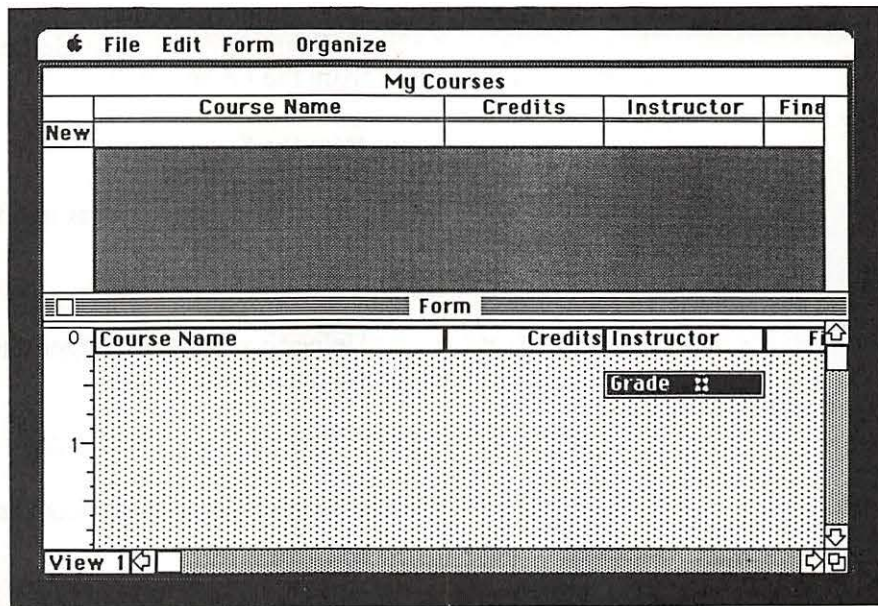 File Edit Form Organize
My Courses
Course Name Credits Instructor Fina
New
Form
0 Course Name Credits Instructor Fi
Grade
1
View 1